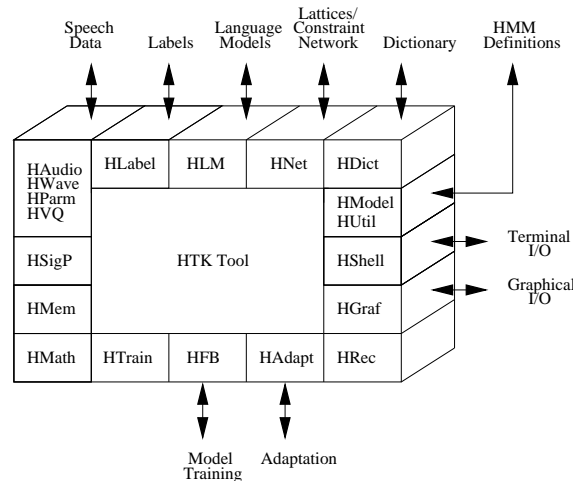 Speech
Data
Labels
Language
Models
Lattices/
Constraint
Network
Dictionary
HMM
Definitions
HAudio
HWave
HParm
HVQ
HLabel
HLM
HNet
HDict
HModel
HUtil
HSigP
HTK Tool
HShell
Terminal
I/O
HMem
HGraf
Graphical
I/O
HMath
HTrain
HFB
HAdapt
HRec
Model
Training
Adaptation